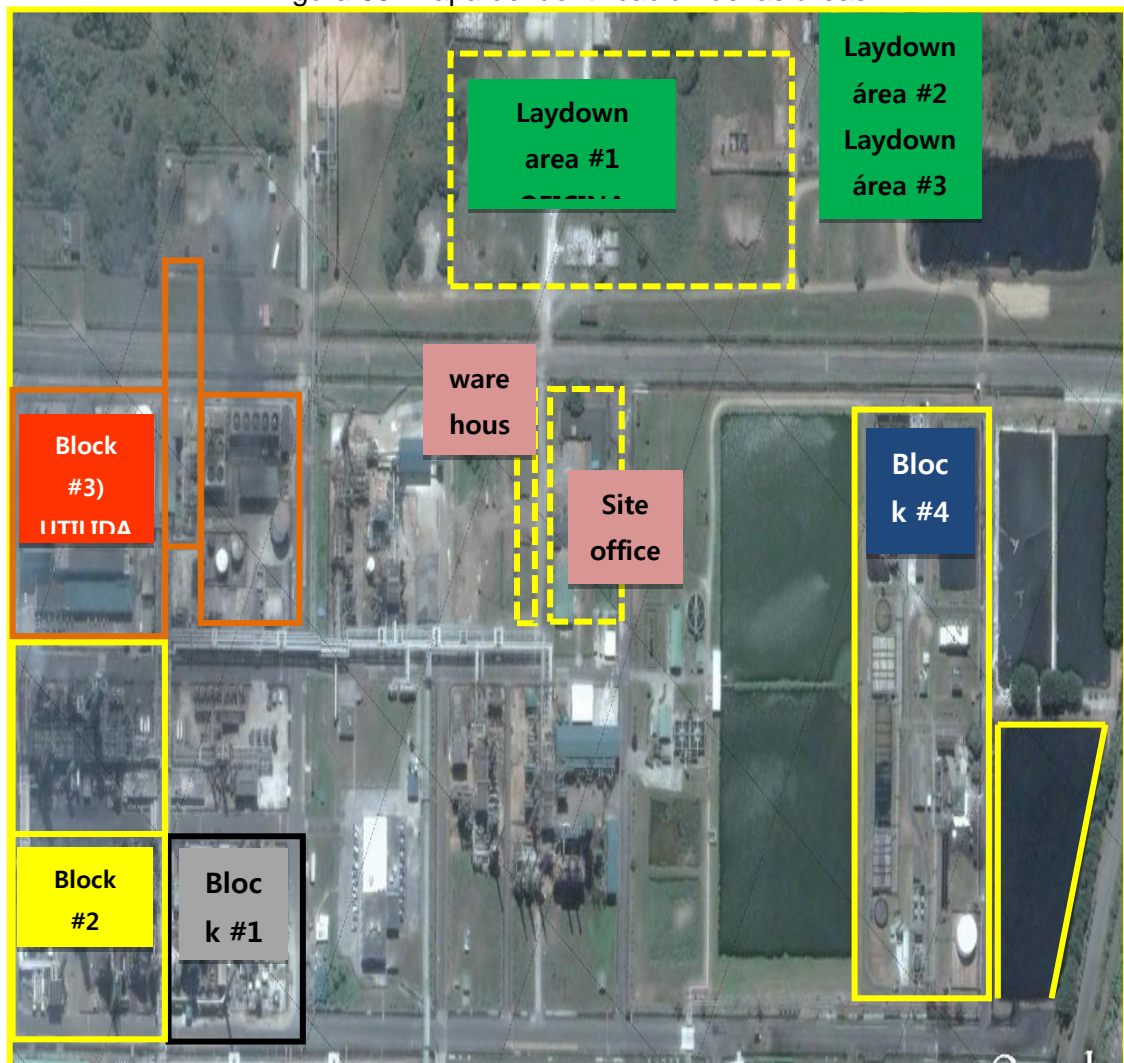 Laydown
area #1
Laydown
área #2
Laydown
área #3
ware
hous
Site
office
Block
#3)
Bloc
k #4
Block
#2
Bloc
k #1